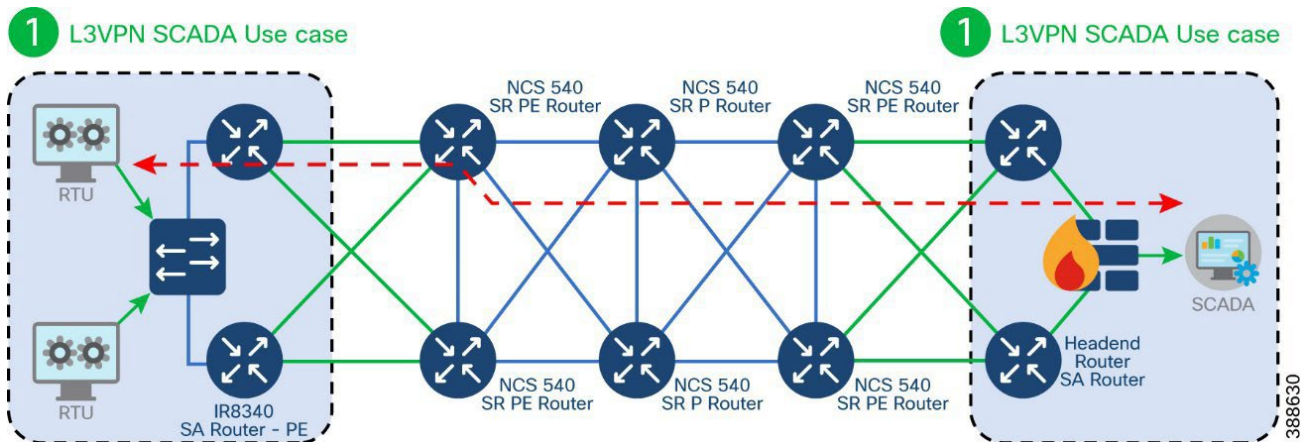 1 L3VPN SCADA Use case
1 L3VPN SCADA Use case
NCS 540
SR PE Router
NCS 540
SR P Router
NCS 540
SR PE Router
RTU
SCADA
RTU
IR8340
SA Router - PE
NCS 540
SR PE Router
NCS 540
SR P Router
NCS 540
SR PE Router
Headend
Router
SA Router
388630